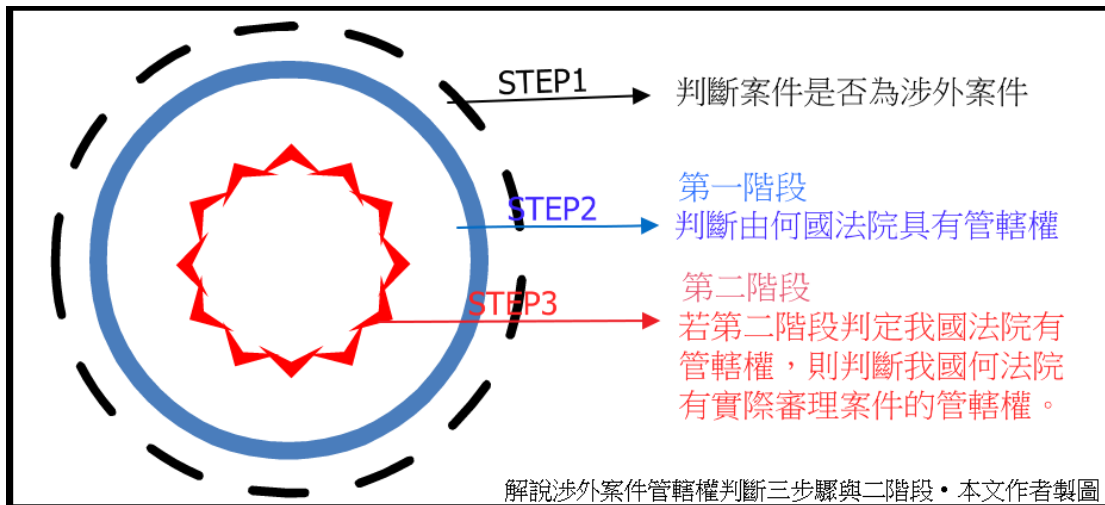 STEP1
判斷案件是否為涉外案件
第一階段
STEP2
判斷由何國法院具有管轄權
第二階段
STEP3
若第二階段判定我國法院有
管轄權，則判斷我國何法院
有實際審理案件的管轄權。
解說涉外案件管轄權判斷三步驟與二階段•本文作者製圖